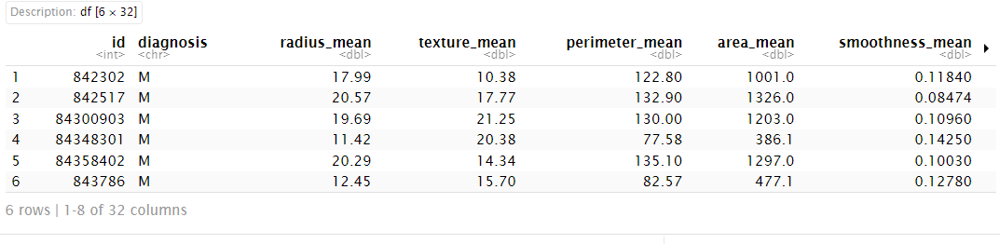 Description: df [6 × 32]
id diagnosis radius_mean texture_mean perimeter_mean area_mean smoothness_mean
<int> <chr> <dbl> <dbl> <dbl> <dbl> <dbl>
1 842302 M 17.99 10.38 122.80 1001.0 0.11840
2 842517 M 20.57 17.77 132.90 1326.0 0.08474
3 84300903 M 19.69 21.25 130.00 1203.0 0.10960
4 84348301 M 11.42 20.38 77.58 386.1 0.14250
5 84358402 M 20.29 14.34 135.10 1297.0 0.10030
6 843786 M 12.45 15.70 82.57 477.1 0.12780
6 rows | 1-8 of 32 columns